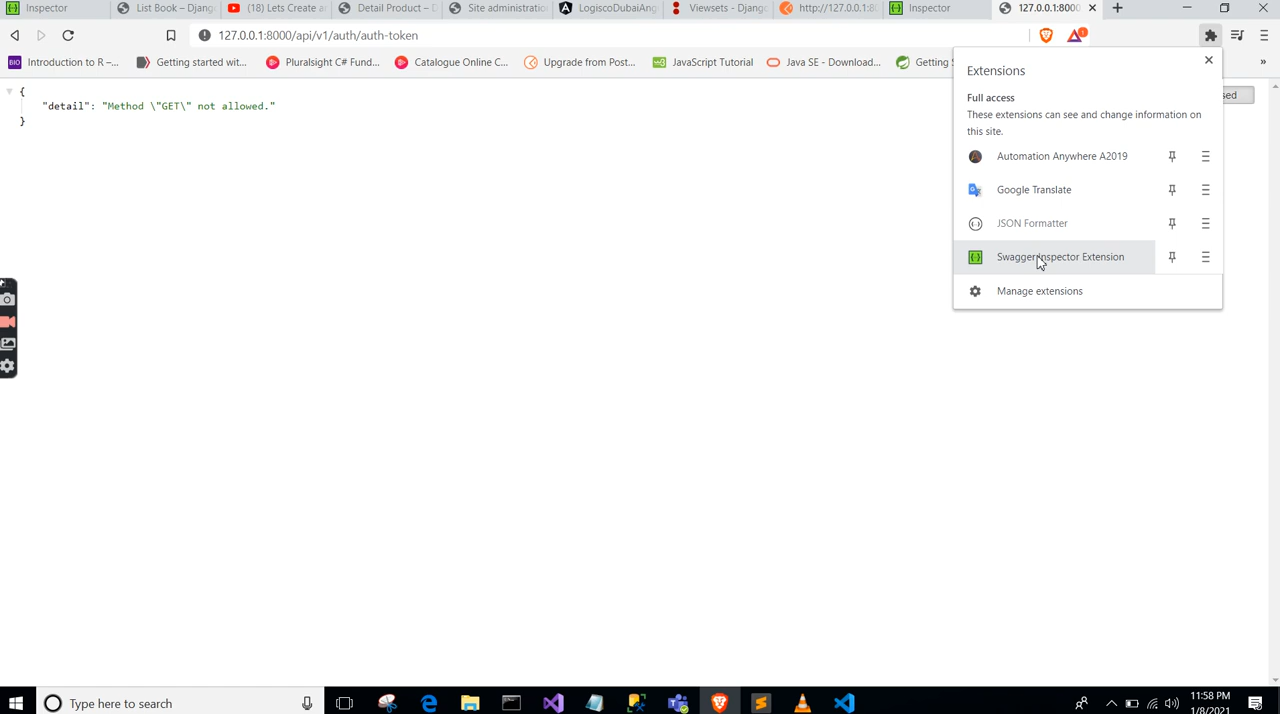 Inspector
List Book – Djang
(18) Lets Create an
Detail Product – D
Site administratio
LogiscoDubaiAng
Viewsets - Djang
http://127.0.0.1:80
Inspector
127.0.0.1:8000
127.0.0.1:8000/api/v1/auth/auth-token
1
BIO
Introduction to R –...
Getting started wit...
Pluralsight C# Fund...
Catalogue Online C...
Upgrade from Post...
JavaScript Tutorial
Java SE - Download...
Getting S
»
{
"detail": "Method \"GET\" not allowed."
}
Extensions
Full access
These extensions can see and change information on
this site.
Automation Anywhere A2019
Google Translate
JSON Formatter
Swagger Inspector Extension
Manage extensions
Type here to search
11:58 PM
1/8/2021